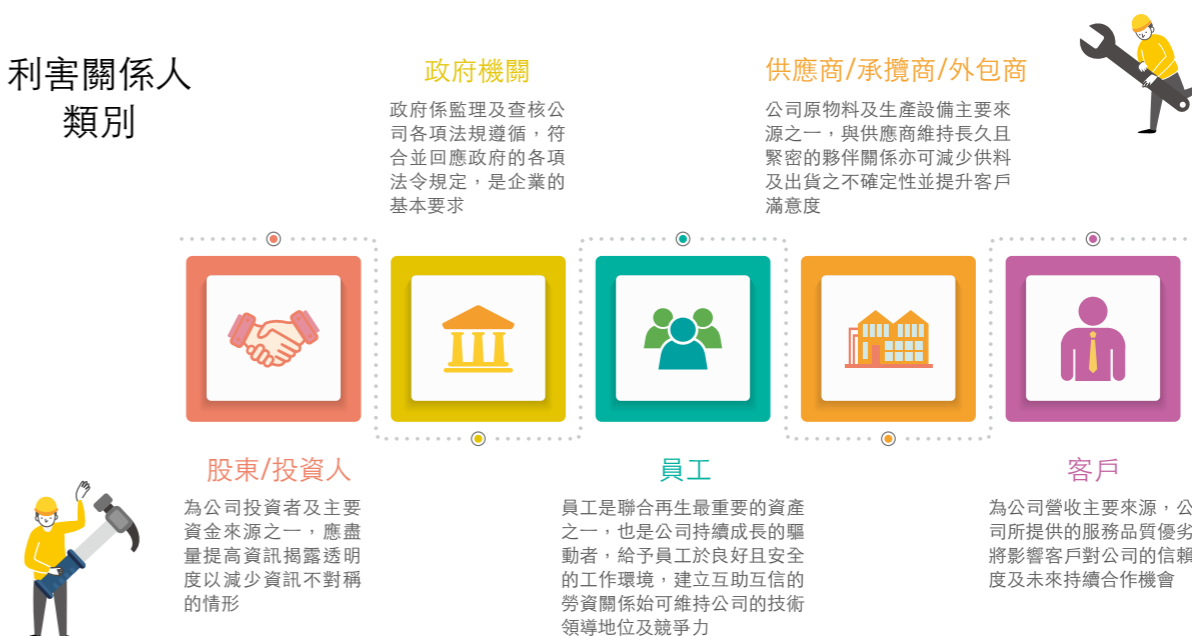 利害關係人
類別
政府機關
政府係監理及查核公
司各項法規遵循，符
合並回應政府的各項
法令規定，是企業的
基本要求
供應商/承攬商/外包商
公司原物料及生產設備主要來
源之一，與供應商維持長久且
緊密的夥伴關係亦可減少供料
及出貨之不確定性並提升客戶
滿意度
股東/投資人
為公司投資者及主要
資金來源之一，應盡
量提高資訊揭露透明
度以減少資訊不對稱
的情形
員工
員工是聯合再生最重要的資產
之一，也是公司持續成長的驅
動者，給予員工於良好且安全
的工作環境，建立互助互信的
勞資關係始可維持公司的技術
領導地位及競爭力
客戶
為公司營收主要來源，公
司所提供的服務品質優劣
將影響客戶對公司的信賴
度及未來持續合作機會